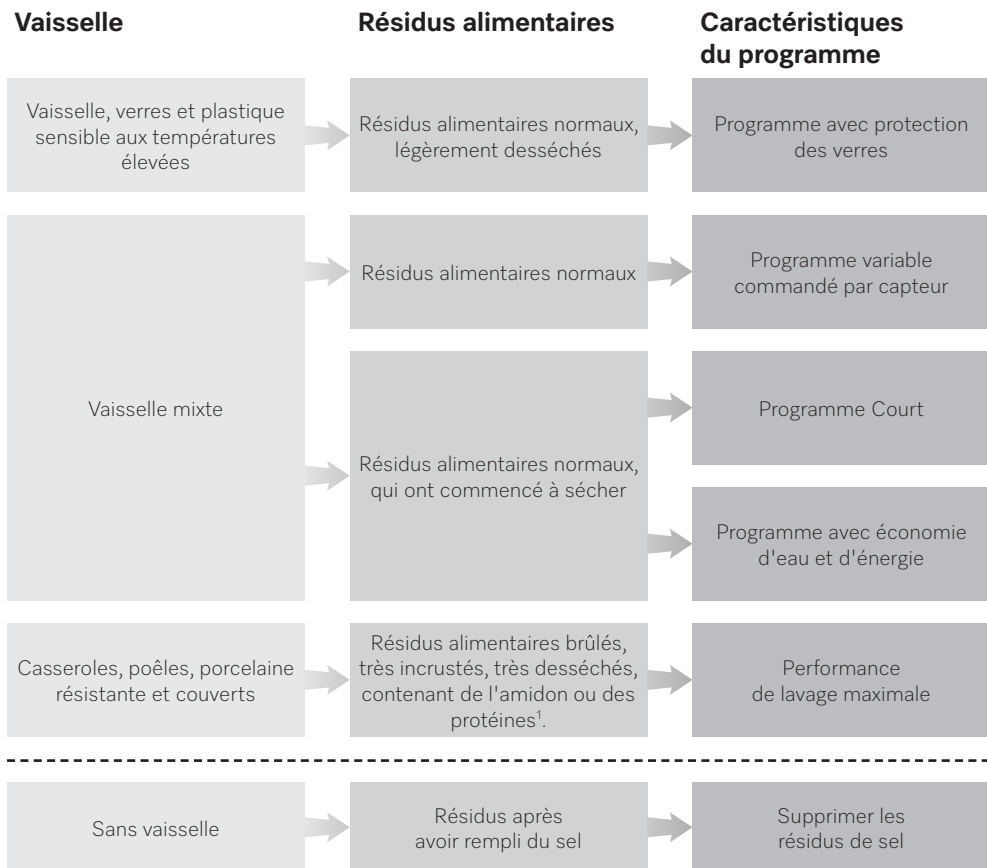 Vaisselle
Résidus alimentaires
Caractéristiques
du programme
Vaisselle, verres et plastique
sensible aux températures
élevées
Résidus alimentaires normaux,
légèrement desséchés
Programme avec protection
des verres
Vaisselle mixte
Résidus alimentaires normaux
Programme variable
commandé par capteur
Résidus alimentaires normaux,
qui ont commencé à sécher
Programme Court
Programme avec économie
d'eau et d'énergie
Casseroles, poêles, porcelaine
résistante et couverts
Résidus alimentaires brûlés,
très incrustés, très desséchés,
contenant de l'amidon ou des
protéines¹.
Performance
de lavage maximale
Sans vaisselle
Résidus après
avoir rempli du sel
Supprimer les
résidus de sel